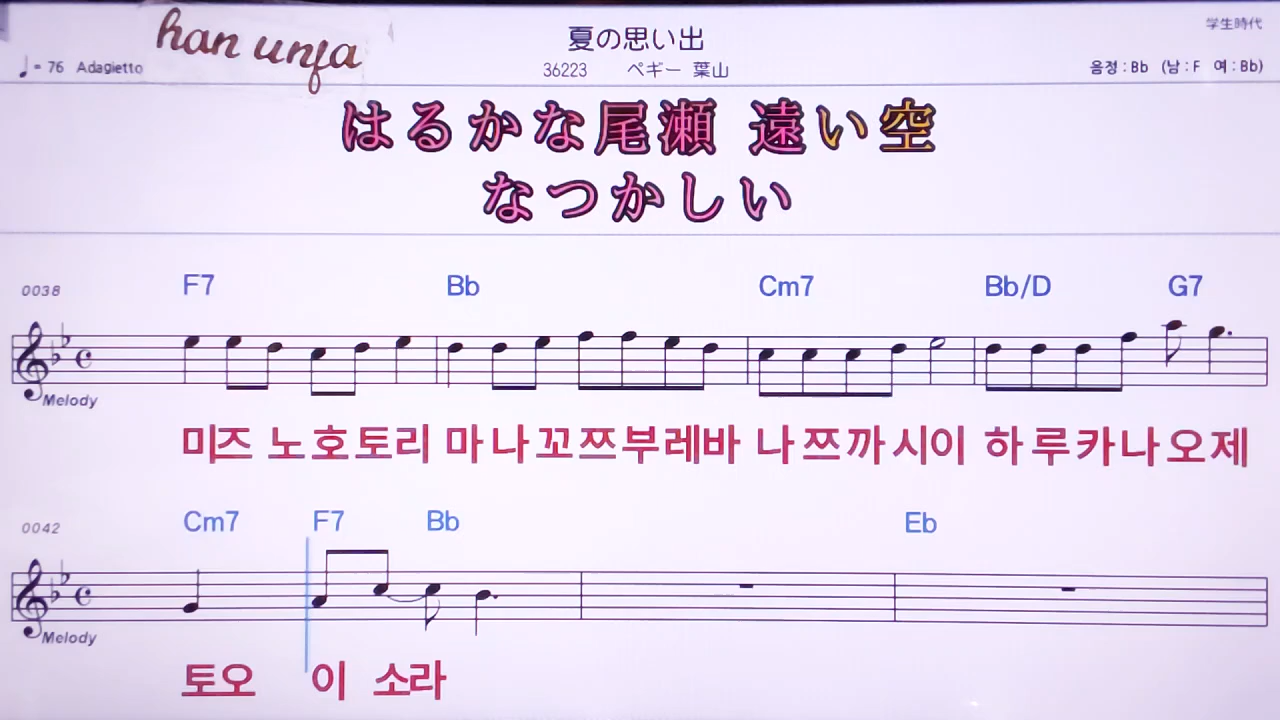 han unja
夏の思い出
学生時代
♩= 76 Adagietto
36223 ペギー 葉山
음정 : Bb (남 : F 여 : Bb)
はるかな尾瀬 遠い空
なつかしい
0038 F7 Bb Cm7 Bb/D G7
Melody
미즈 노호토리 마나꼬쯔부레바 나쯔까시이 하루카나오제
0042 Cm7 F7 Bb Eb
Melody
토오 이 소라